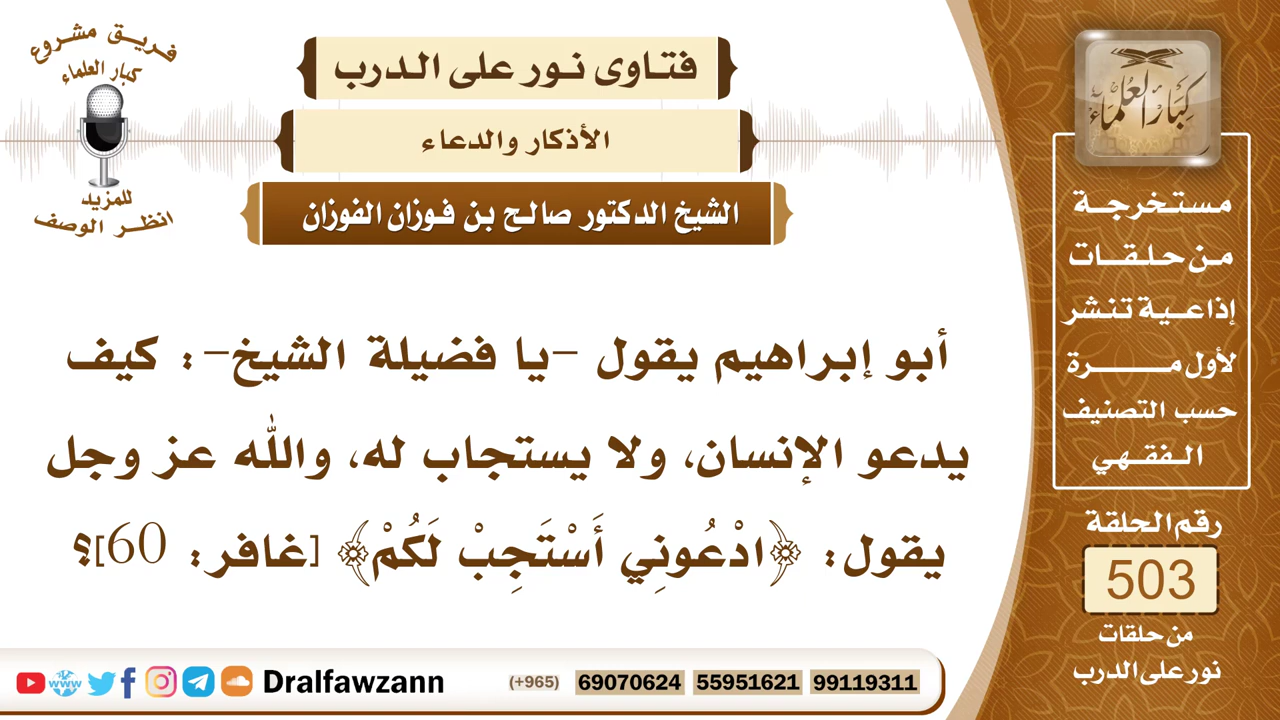 فريق مشروع
كبار العلماء
للمزيد
انظر الوصف
فتاوى نور على الدرب
الأذكار والدعاء
الشيخ الدكتور صالح بن فوزان الفوزان
أبو إبراهيم يقول -يا فضيلة الشيخ-: كيف
يدعو الإنسان، ولا يستجاب له، والله عز وجل
يقول: ﴿ادْعُونِي أَسْتَجِبْ لَكُمْ﴾ [غافر: 60]؟
كبار العلماء
مستخرجة
من حلقات
إذاعية تنشر
لأول مرة
حسب التصنيف
الفقهي
رقم الحلقة
503
من حلقات
نور على الدرب
www Dralfawzann (+965) 69070624 55951621 99119311